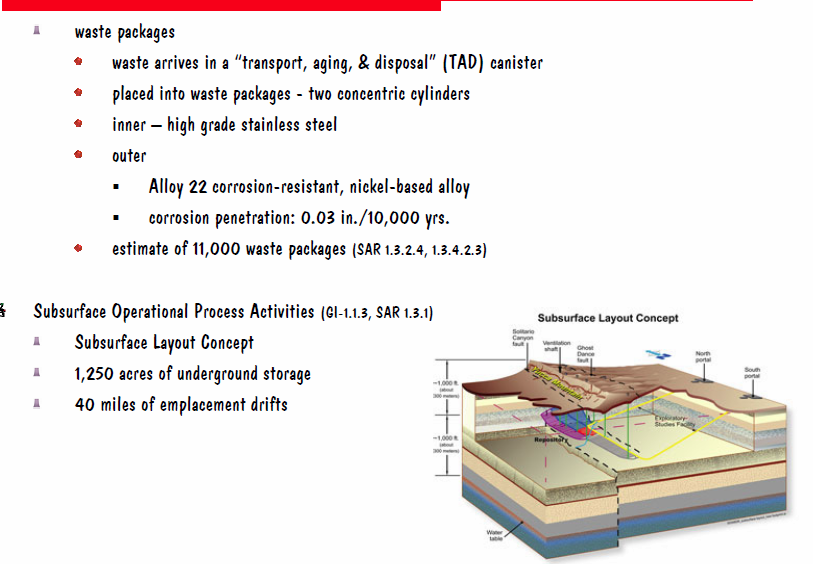 waste packages
waste arrives in a “transport, aging, & disposal” (TAD) canister
placed into waste packages - two concentric cylinders
inner – high grade stainless steel
outer
Alloy 22 corrosion-resistant, nickel-based alloy
corrosion penetration: 0.03 in./10,000 yrs.
estimate of 11,000 waste packages (SAR 1.3.2.4, 1.3.4.2.3)
Subsurface Operational Process Activities (GI-1.1.3, SAR 1.3.1)
Subsurface Layout Concept
1,250 acres of underground storage
40 miles of emplacement drifts
Subsurface Layout Concept
Solitario
Canyon
fault
Ventilation
shaft
Ghost
Dance
fault
North
portal
South
portal
~1,000 ft.
(about
300 meters)
Yucca Mountain
Exploratory
Studies Facility
Repository
~1,000 ft.
(about
300 meters)
Water
table